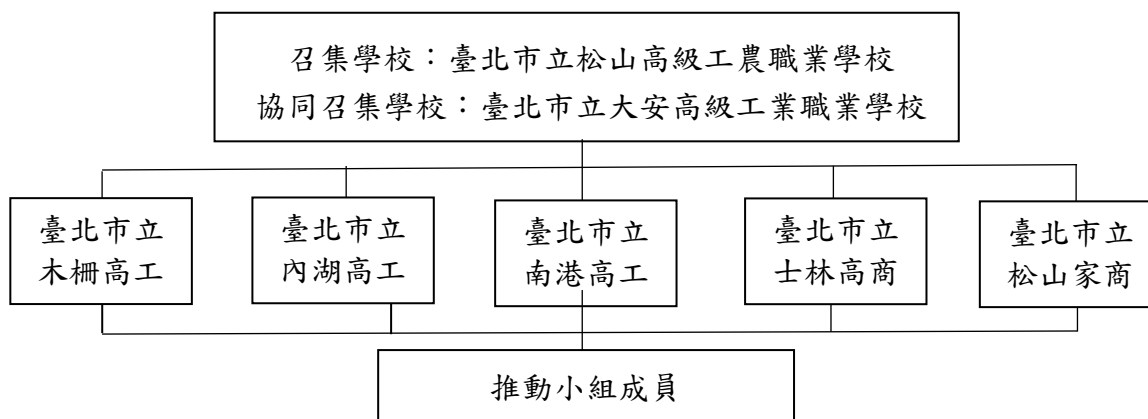 召集學校：臺北市立松山高級工農職業學校
協同召集學校：臺北市立大安高級工業職業學校
臺北市立
木柵高工
臺北市立
內湖高工
臺北市立
南港高工
臺北市立
士林高商
臺北市立
松山家商
推動小組成員